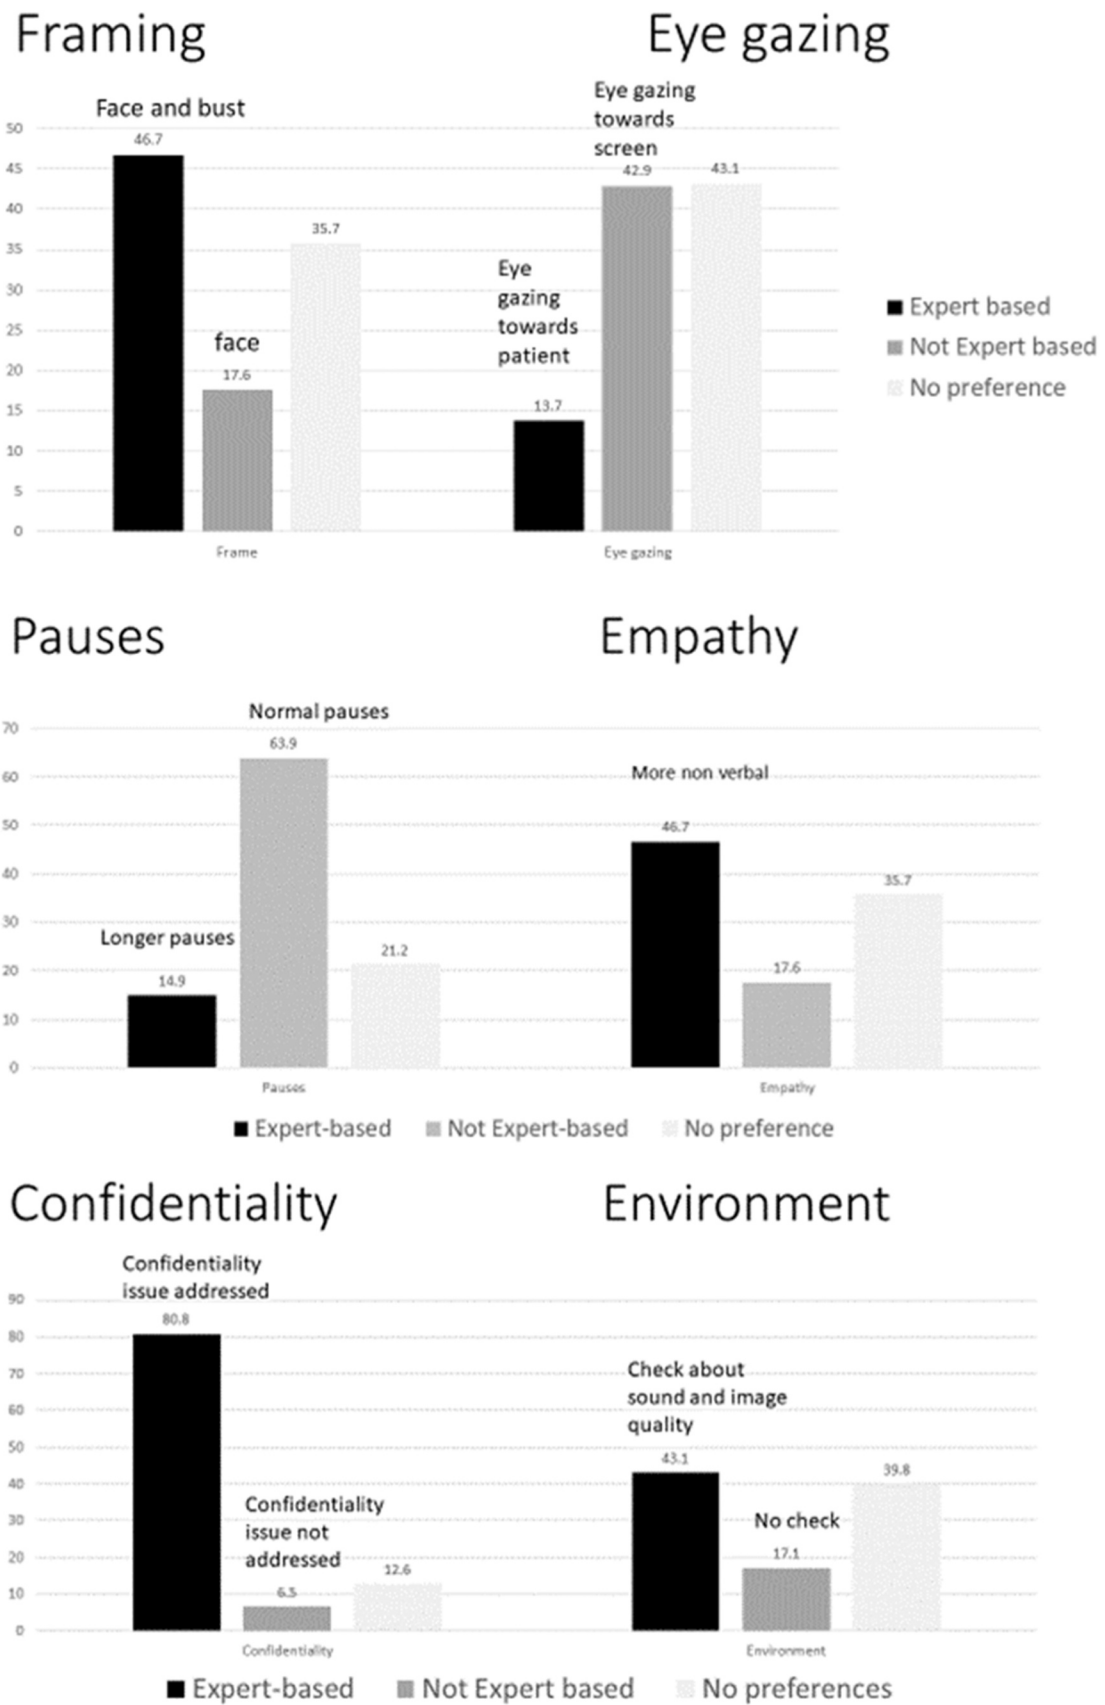 Framing
Eye gazing
Face and bust
Eye gazing
towards
screen
50
45
40
35
30
25
20
15
10
5
0
46.7
face
17.6
35.7
Eye
gazing
towards
patient
13.7
42.9
43.1
Frame
Eye gazing
Expert based
Not Expert based
No preference
Pauses
Empathy
Normal pauses
70
60
50
40
30
20
10
0
63.9
Longer pauses
14.9
21.2
More non verbal
46.7
17.6
35.7
Pauses
Empathy
Expert-based
Not Expert-based
No preference
Confidentiality
Environment
Confidentiality
issue addressed
90
80
70
60
50
40
30
20
10
0
80.8
Confidentiality
issue not
addressed
6.5
12.6
Check about
sound and image
quality
43.1
No check
17.1
39.8
Confidentiality
Environment
Expert-based
Not Expert based
No preferences